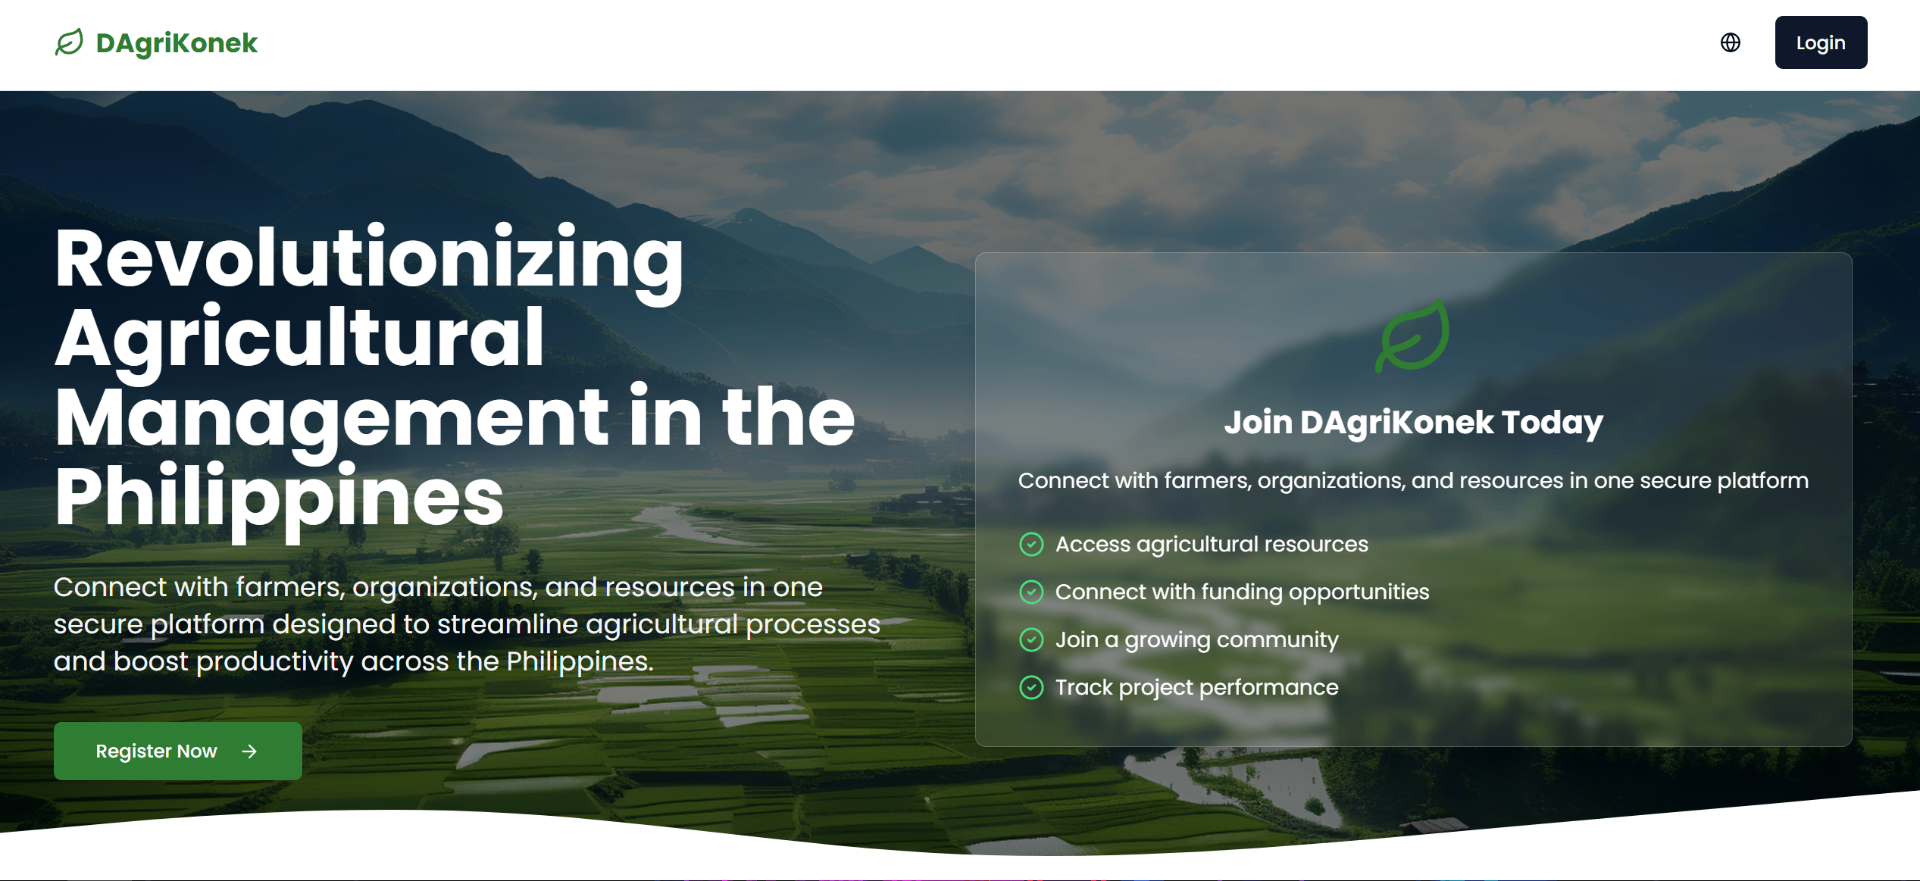 DAgriKonek
Login
Revolutionizing
Agricultural
Management in the
Philippines
Connect with farmers, organizations, and resources in one
secure platform designed to streamline agricultural processes
and boost productivity across the Philippines.
Register Now
Join DAgriKonek Today
Connect with farmers, organizations, and resources in one secure platform
Access agricultural resources
Connect with funding opportunities
Join a growing community
Track project performance